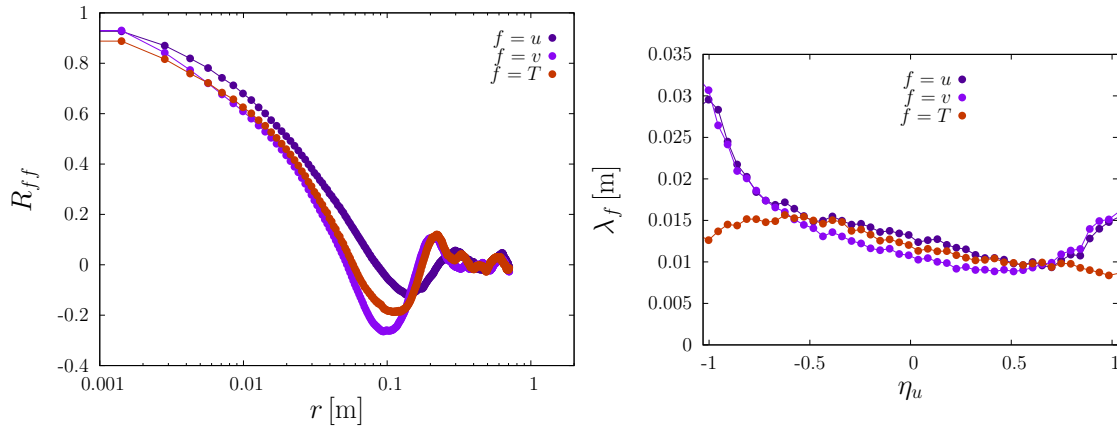 1
0.8
0.6
0.4
0.2
0
-0.2
-0.4
0.001
0.01
0.1
1
R_{ff}
r [m]
f = u
f = v
f = T
0.035
0.03
0.025
0.02
0.015
0.01
0.005
0
-1
-0.5
0
0.5
1
λ_f [m]
η_u
f = u
f = v
f = T